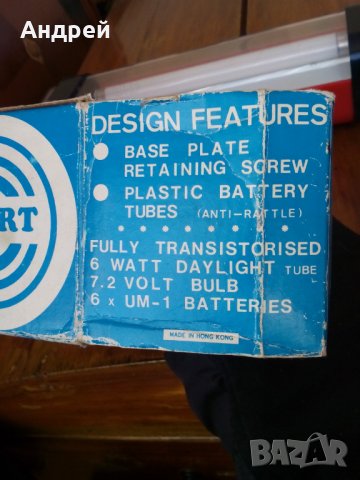 Андрей
DESIGN FEATURES
BASE PLATE
RETAINING SCREW
PLASTIC BATTERY
TUBES (ANTI-RATTLE)
FULLY TRANSISTORISED
6 WATT DAYLIGHT TUBE
7.2 VOLT BULB
6 x UM-1 BATTERIES
MADE IN HONG KONG
BAZAR